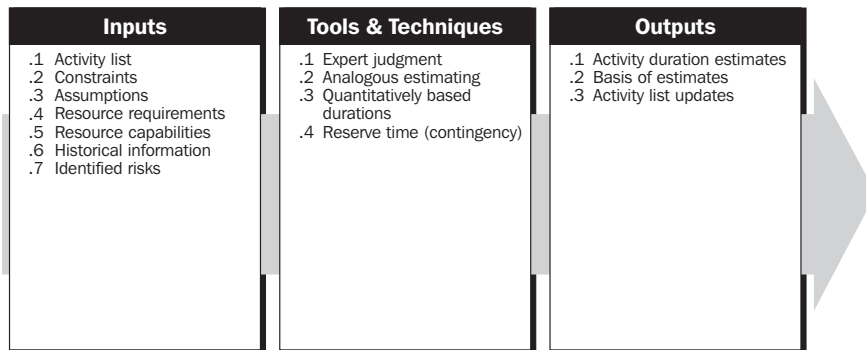 Inputs
.1 Activity list
.2 Constraints
.3 Assumptions
.4 Resource requirements
.5 Resource capabilities
.6 Historical information
.7 Identified risks
Tools & Techniques
.1 Expert judgment
.2 Analogous estimating
.3 Quantitatively based
durations
.4 Reserve time (contingency)
Outputs
.1 Activity duration estimates
.2 Basis of estimates
.3 Activity list updates